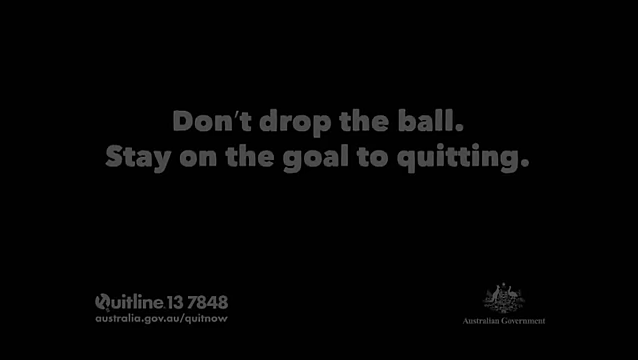 Don't drop the ball.
Stay on the goal to quitting.
Quitline 13 7848
australia.gov.au/quitnow
Australian Government